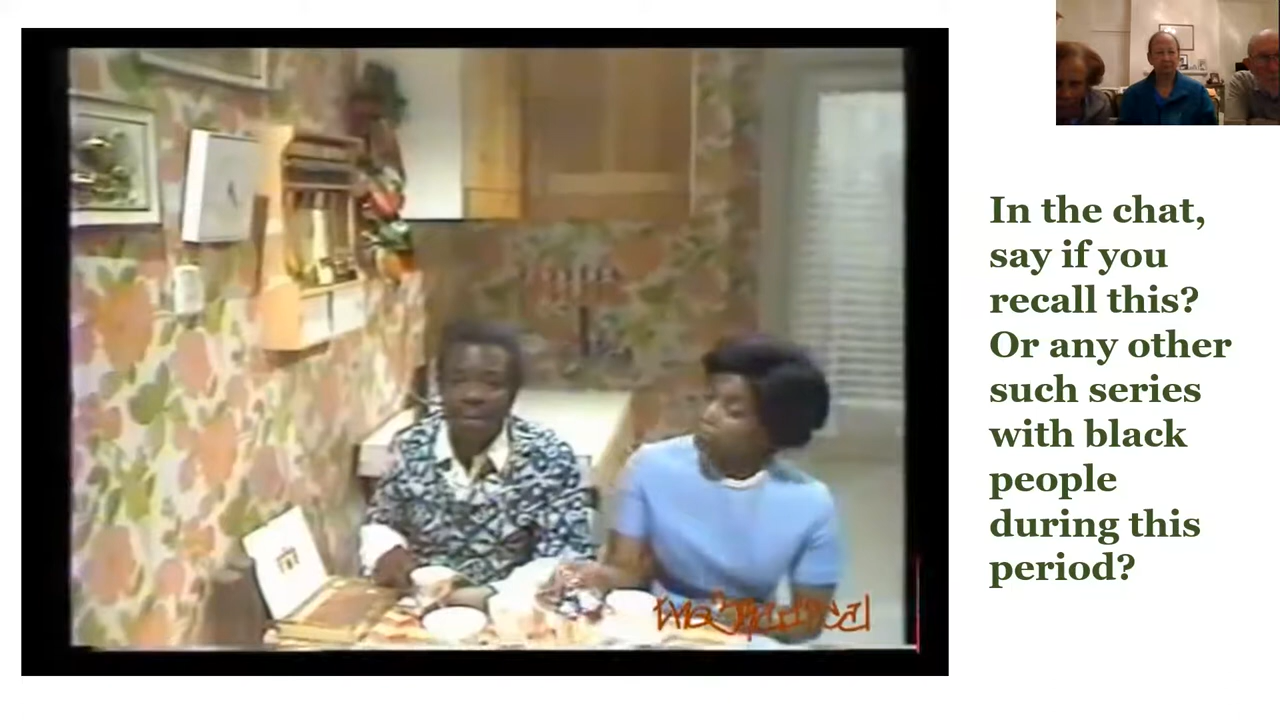 In the chat,
say if you
recall this?
Or any other
such series
with black
people
during this
period?